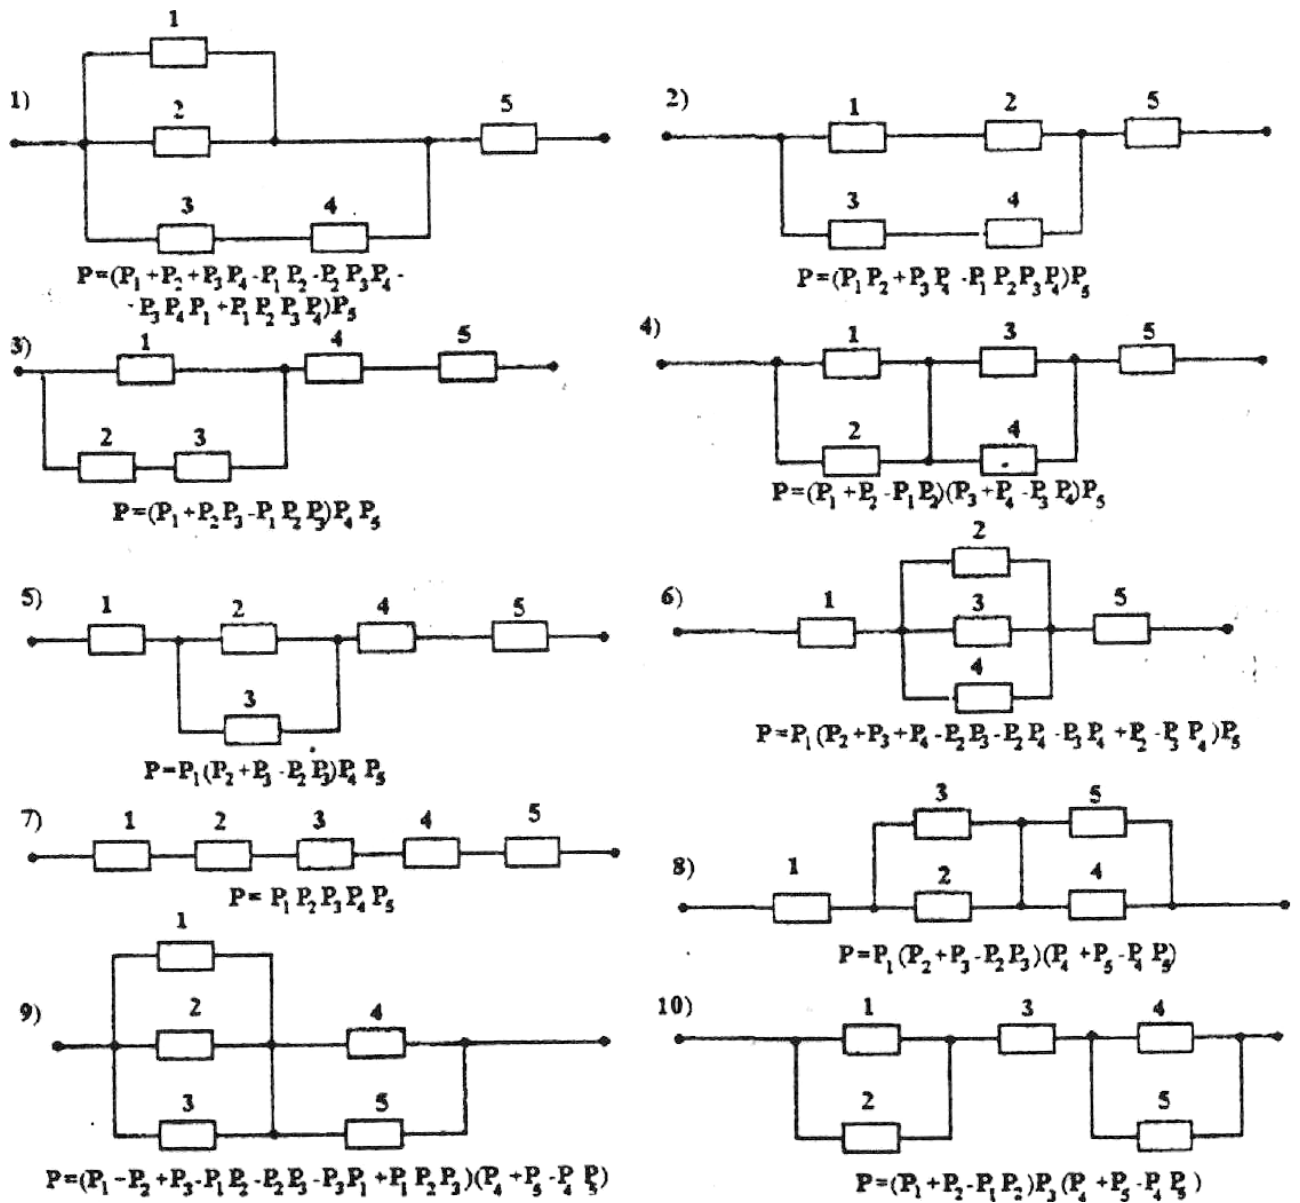 1)
1
2
5
3 4
P=(P₁+P₂+P₃P₄-P₁P₂-P₂P₃P₄-
-P₃P₄P₁+P₁P₂P₃P₄)P₅
2)
1 2 5
3 4
P=(P₁P₂+P₃P₄-P₁P₂P₃P₄)P₅
3)
1 4 5
2 3
P=(P₁+P₂P₃-P₁P₂P₃)P₄P₅
4)
1 3 5
2 4
P=(P₁+P₂-P₁P₂)(P₃+P₄-P₃P₄)P₅
5)
1 2 4 5
3
P=P₁(P₂+P₃-P₂P₃)P₄P₅
6)
2
1 3 5
4
P=P₁(P₂+P₃+P₄-P₂P₃-P₂P₄-P₃P₄+P₂-P₃P₄)P₅
7)
1 2 3 4 5
P= P₁P₂P₃P₄P₅
8)
3 5
1 2 4
P=P₁(P₂+P₃-P₂P₃)(P₄+P₅-P₄P₅)
9)
1
2 4
3 5
P=(P₁-P₂+P₃-P₁P₂-P₂P₃-P₃P₁+P₁P₂P₃)(P₄+P₅-P₄P₅)
10)
1 3 4
2 5
P=(P₁+P₂-P₁P₂)P₃(P₄+P₅-P₄P₅)